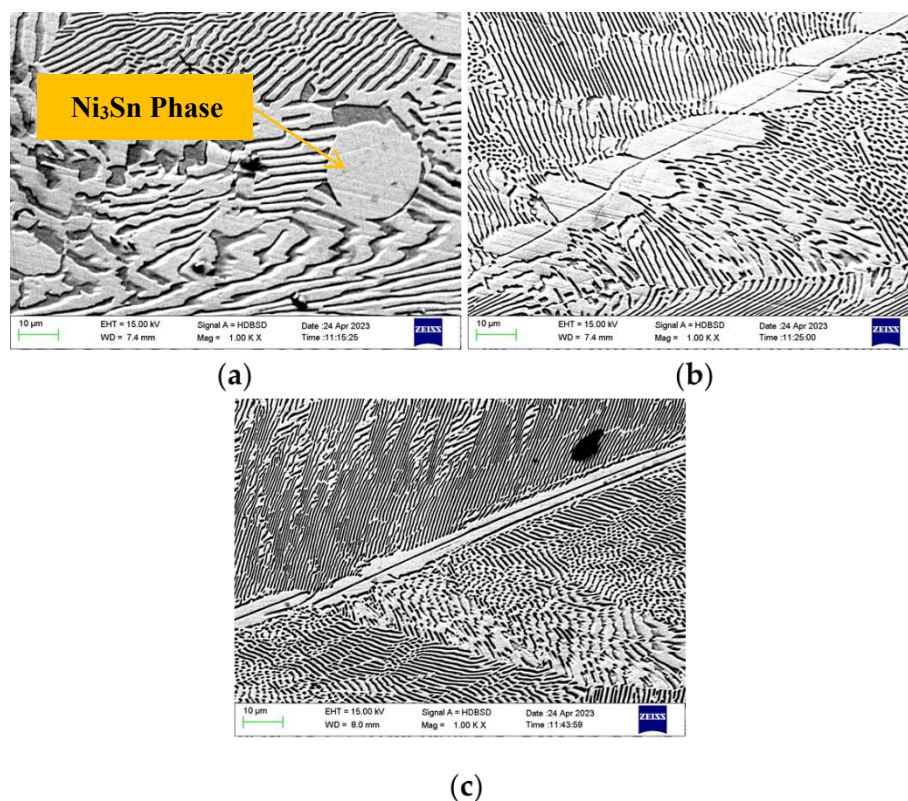 Ni₃Sn Phase
10 µm EHT = 15.00 kV Signal A = HDBSD Date :24 Apr 2023 ZEISS
WD = 7.4 mm Mag = 1.00 K X Time :11:15:25
10 µm EHT = 15.00 kV Signal A = HDBSD Date :24 Apr 2023 ZEISS
WD = 7.4 mm Mag = 1.00 K X Time :11:25:00
(a) (b)
10 µm EHT = 15.00 kV Signal A = HDBSD Date :24 Apr 2023 ZEISS
WD = 8.0 mm Mag = 1.00 K X Time :11:43:59
(c)